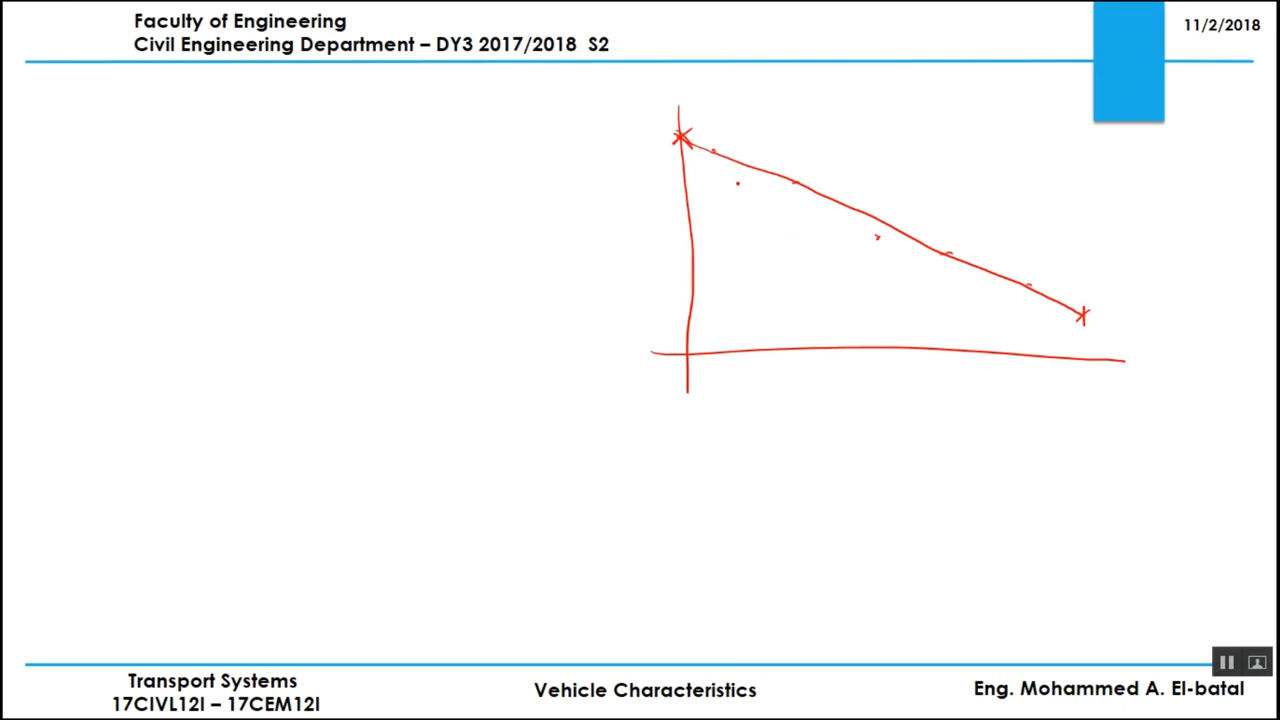 Faculty of Engineering
11/2/2018
Civil Engineering Department – DY3 2017/2018 S2
Transport Systems
17CIVL12I – 17CEM12I
Vehicle Characteristics
Eng. Mohammed A. El-batal